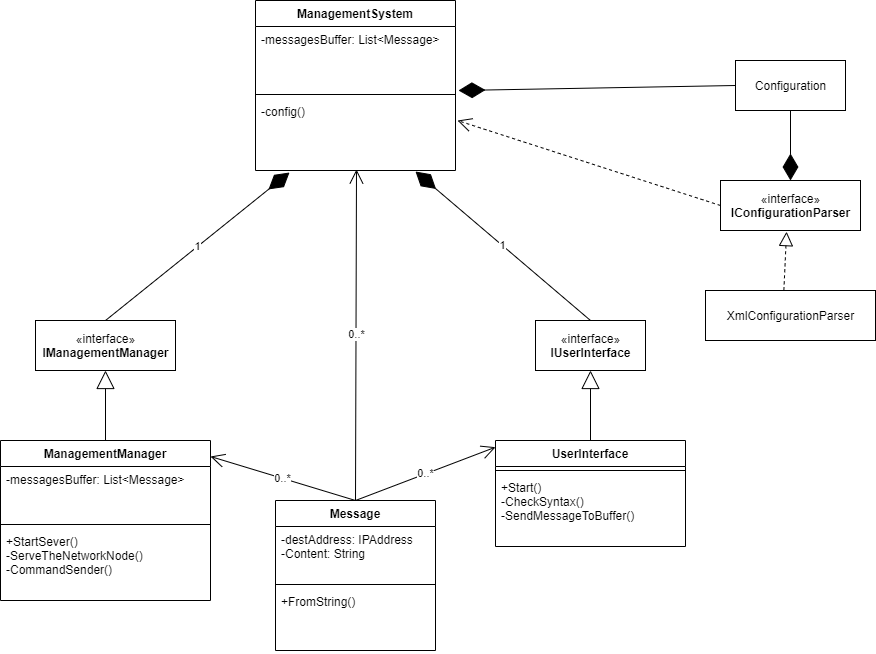 ManagementSystem
-messagesBuffer: List<Message>
-config()
Configuration
«interface»
IConfigurationParser
XmlConfigurationParser
1
1
0..*
«interface»
IManagementManager
«interface»
IUserInterface
ManagementManager
-messagesBuffer: List<Message>
+StartSever()
-ServeTheNetworkNode()
-CommandSender()
0..*
0..*
UserInterface
+Start()
-CheckSyntax()
-SendMessageToBuffer()
Message
-destAddress: IPAddress
-Content: String
+FromString()